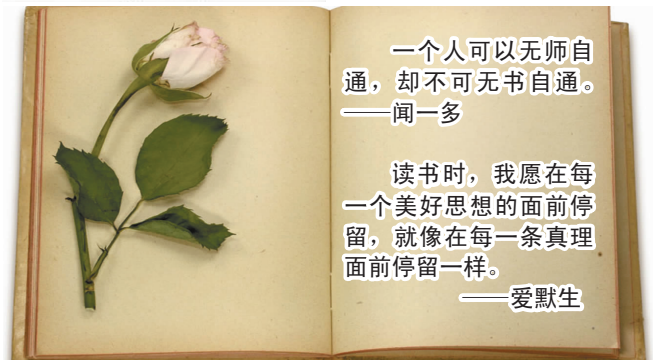 一个人可以无师自
通，却不可无书自通。
——闻一多
读书时，我愿在每
一个美好思想的面前停
留，就像在每一条真理
面前停留一样。
——爱默生